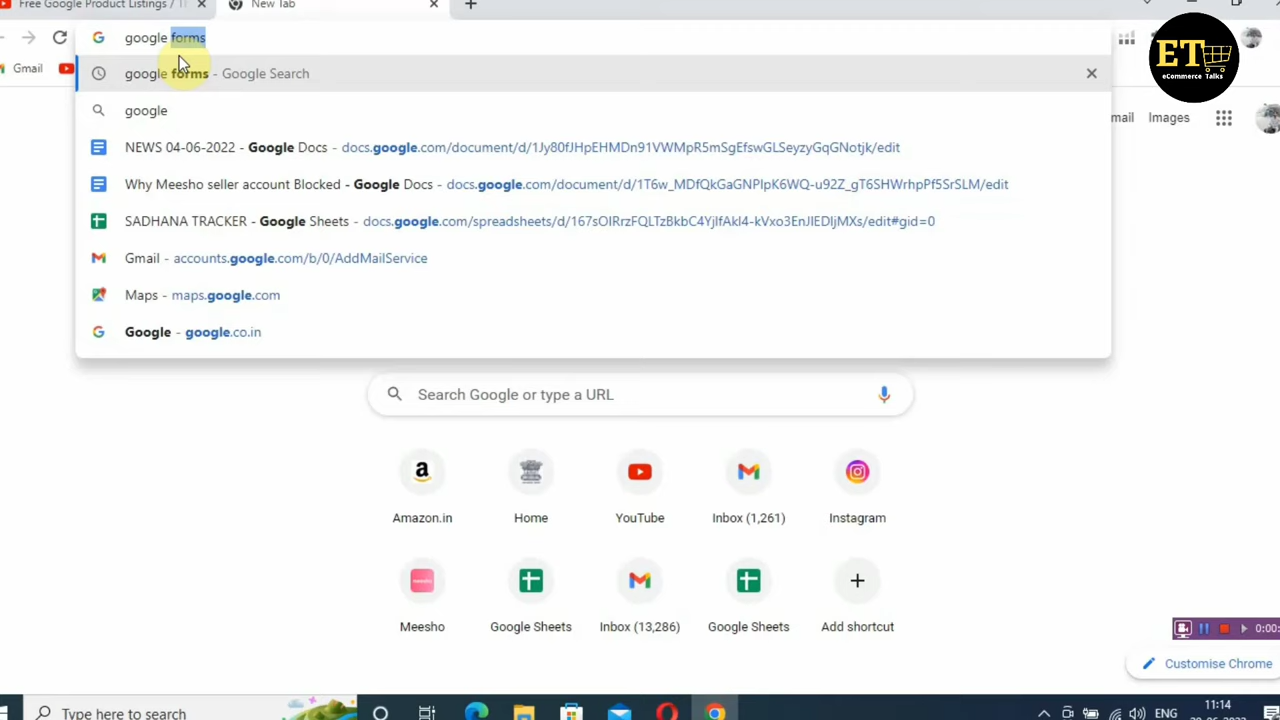 Free Google Product Listings / 
New Tab
google forms
Gmail
google forms - Google Search
google
NEWS 04-06-2022 - Google Docs - docs.google.com/document/d/1Jy80fJHpEHMDn91VWMpR5mSgEfswGLSeyzyGqGNotjk/edit
Why Meesho seller account Blocked - Google Docs - docs.google.com/document/d/1T6w_MDfQkGaGNPIpK6WQ-u92Z_gT6SHWrhpPf5SrSLM/edit
SADHANA TRACKER - Google Sheets - docs.google.com/spreadsheets/d/167sOIRrzFQLTzBkbC4YjlfAkl4-kVxo3EnJlEDljMXs/edit#gid=0
Gmail - accounts.google.com/b/0/AddMailService
Maps - maps.google.com
Google - google.co.in
ET
eCommerce Talks
mail Images
Search Google or type a URL
Amazon.in
Home
YouTube
Inbox (1,261)
Instagram
meesho
Meesho
Google Sheets
Inbox (13,286)
Google Sheets
Add shortcut
0:00:
Customise Chrome
Type here to search
ENG
11:14